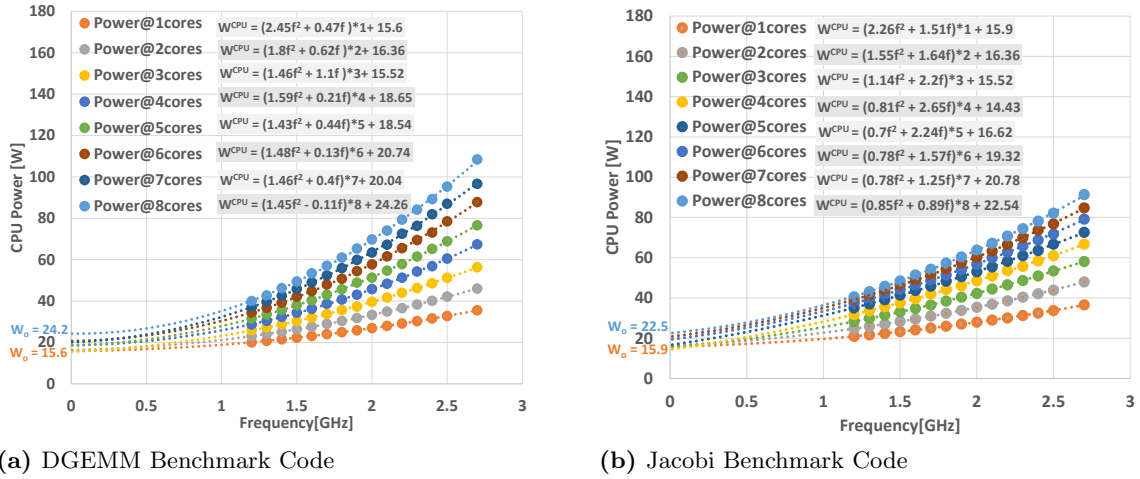 180
160
140
120
100
80
60
40
20
0
CPU Power [W]
Power@1cores W^CPU = (2.45f² + 0.47f )*1+ 15.6
Power@2cores W^CPU = (1.8f² + 0.62f )*2+ 16.36
Power@3cores W^CPU = (1.46f² + 1.1f )*3+ 15.52
Power@4cores W^CPU = (1.59f² + 0.21f)*4 + 18.65
Power@5cores W^CPU = (1.43f² + 0.44f)*5 + 18.54
Power@6cores W^CPU = (1.48f² + 0.13f)*6 + 20.74
Power@7cores W^CPU = (1.46f² + 0.4f)*7+ 20.04
Power@8cores W^CPU = (1.45f² - 0.11f)*8 + 24.26
W₀ = 24.2
W₀ = 15.6
0 0.5 1 1.5 2 2.5 3
Frequency[GHz]
(a) DGEMM Benchmark Code
180
160
140
120
100
80
60
40
20
0
CPU Power [W]
Power@1cores W^CPU = (2.26f² + 1.51f)*1 + 15.9
Power@2cores W^CPU = (1.55f² + 1.64f)*2 + 16.36
Power@3cores W^CPU = (1.14f² + 2.2f)*3 + 15.52
Power@4cores W^CPU = (0.81f² + 2.65f)*4 + 14.43
Power@5cores W^CPU = (0.7f² + 2.24f)*5 + 16.62
Power@6cores W^CPU = (0.78f² + 1.57f)*6 + 19.32
Power@7cores W^CPU = (0.78f² + 1.25f)*7 + 20.78
Power@8cores W^CPU = (0.85f² + 0.89f)*8 + 22.54
W₀ = 22.5
W₀ = 15.9
0 0.5 1 1.5 2 2.5 3
Frequency[GHz]
(b) Jacobi Benchmark Code